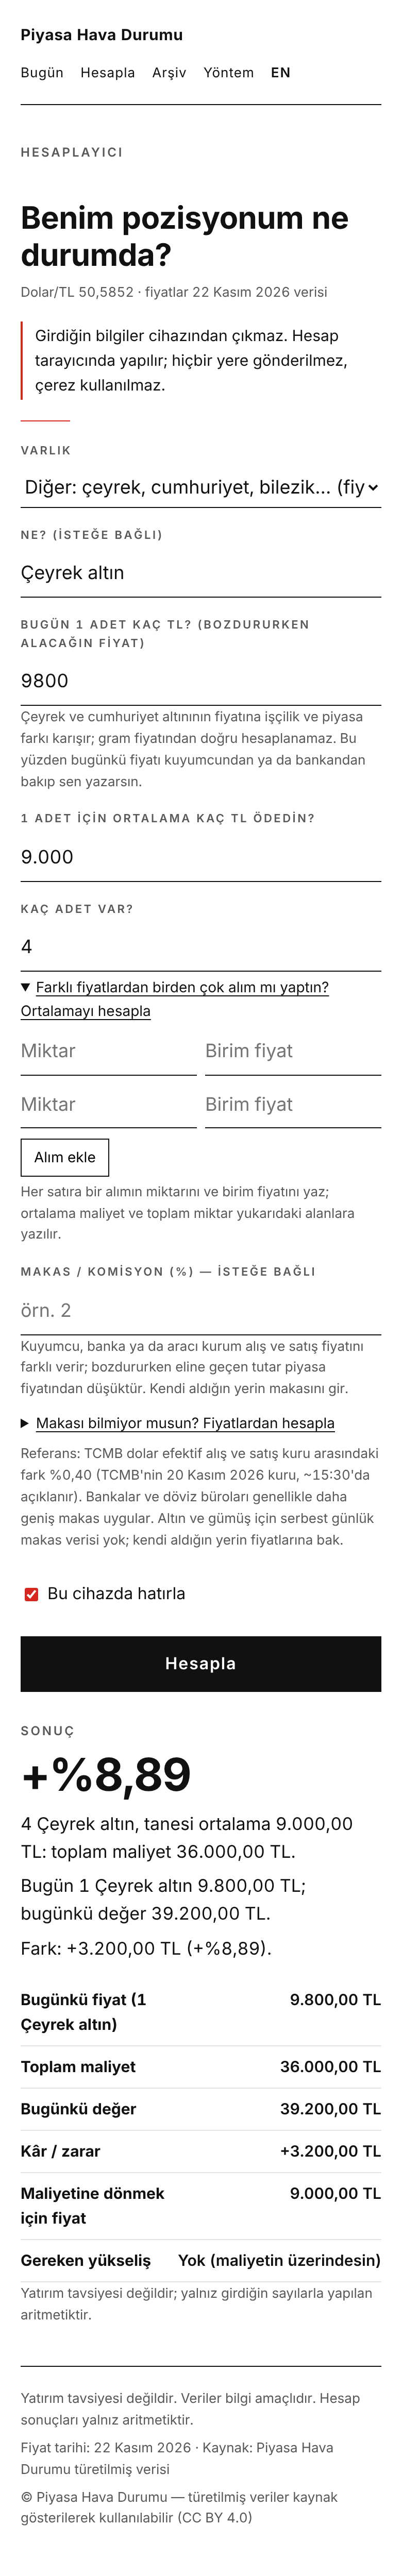 Piyasa Hava Durumu
Bugün Hesapla Arşiv Yöntem EN
HESAPLAYICI
Benim pozisyonum ne
durumda?
Dolar/TL 50,5852 · fiyatlar 22 Kasım 2026 verisi
Girdiğin bilgiler cihazından çıkmaz. Hesap
tarayıcında yapılır; hiçbir yere gönderilmez,
çerez kullanılmaz.
VARLIK
Diğer: çeyrek, cumhuriyet, bilezik… (fiy
NE? (İSTEĞE BAĞLI)
Çeyrek altın
BUGÜN 1 ADET KAÇ TL? (BOZDURURKEN
ALACAĞIN FİYAT)
9800
Çeyrek ve cumhuriyet altınının fiyatına işçilik ve piyasa
farkı karışır; gram fiyatından doğru hesaplanamaz. Bu
yüzden bugünkü fiyatı kuyumcundan ya da bankandan
bakıp sen yazarsın.
1 ADET İÇİN ORTALAMA KAÇ TL ÖDEDİN?
9.000
KAÇ ADET VAR?
4
▼ Farklı fiyatlardan birden çok alım mı yaptın?
Ortalamayı hesapla
Miktar Birim fiyat
Miktar Birim fiyat
Alım ekle
Her satıra bir alımın miktarını ve birim fiyatını yaz;
ortalama maliyet ve toplam miktar yukarıdaki alanlara
yazılır.
MAKAS / KOMİSYON (%) — İSTEĞE BAĞLI
örn. 2
Kuyumcu, banka ya da aracı kurum alış ve satış fiyatını
farklı verir; bozdururken eline geçen tutar piyasa
fiyatından düşüktür. Kendi aldığın yerin makasını gir.
▶ Makası bilmiyor musun? Fiyatlardan hesapla
Referans: TCMB dolar efektif alış ve satış kuru arasındaki
fark %0,40 (TCMB'nin 20 Kasım 2026 kuru, ~15:30'da
açıklanır). Bankalar ve döviz büroları genellikle daha
geniş makas uygular. Altın ve gümüş için serbest günlük
makas verisi yok; kendi aldığın yerin fiyatlarına bak.
Bu cihazda hatırla
Hesapla
SONUÇ
+%8,89
4 Çeyrek altın, tanesi ortalama 9.000,00
TL: toplam maliyet 36.000,00 TL.
Bugün 1 Çeyrek altın 9.800,00 TL;
bugünkü değer 39.200,00 TL.
Fark: +3.200,00 TL (+%8,89).
Bugünkü fiyat (1 9.800,00 TL
Çeyrek altın)
Toplam maliyet 36.000,00 TL
Bugünkü değer 39.200,00 TL
Kâr / zarar +3.200,00 TL
Maliyetine dönmek 9.000,00 TL
için fiyat
Gereken yükseliş Yok (maliyetin üzerindesin)
Yatırım tavsiyesi değildir; yalnız girdiğin sayılarla yapılan
aritmetiktir.
Yatırım tavsiyesi değildir. Veriler bilgi amaçlıdır. Hesap
sonuçları yalnız aritmetiktir.
Fiyat tarihi: 22 Kasım 2026 · Kaynak: Piyasa Hava
Durumu türetilmiş verisi
© Piyasa Hava Durumu — türetilmiş veriler kaynak
gösterilerek kullanılabilir (CC BY 4.0)